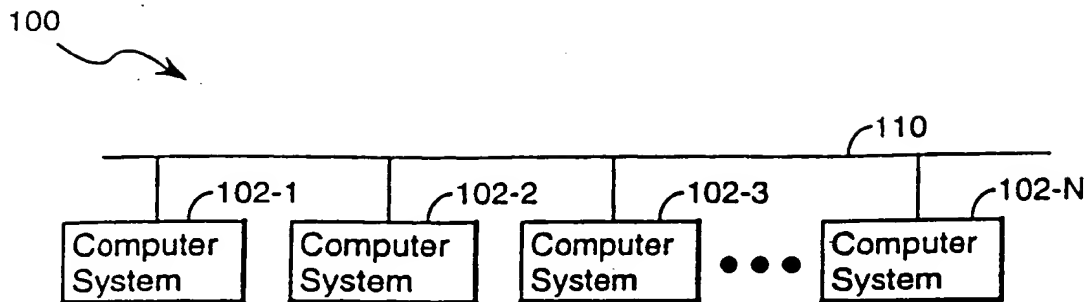 100
110
102-1
102-2
102-3
102-N
Computer System
Computer System
Computer System
Computer System